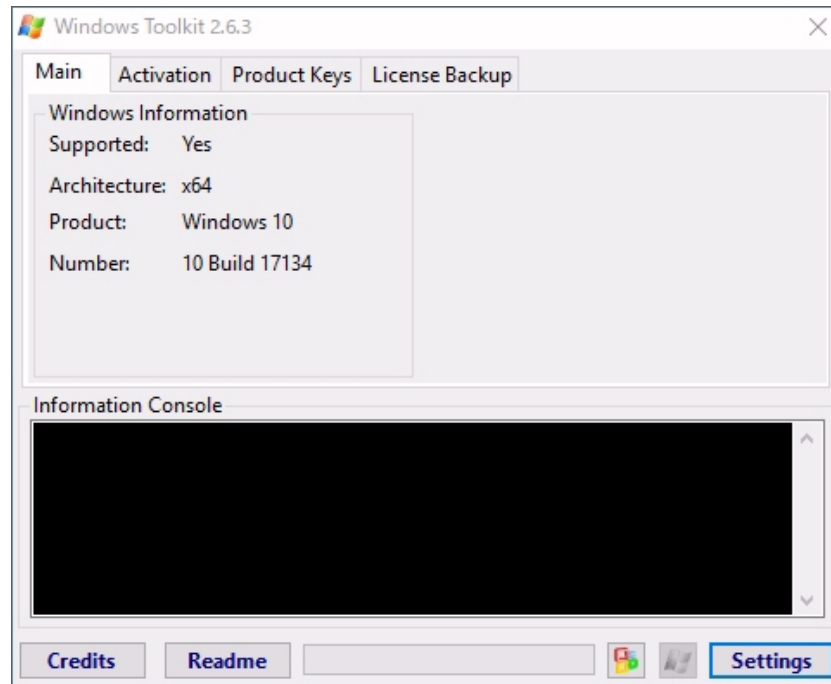 Windows Toolkit 2.6.3
Main Activation Product Keys License Backup
Windows Information
Supported: Yes
Architecture: x64
Product: Windows 10
Number: 10 Build 17134
Information Console
Credits Readme Settings